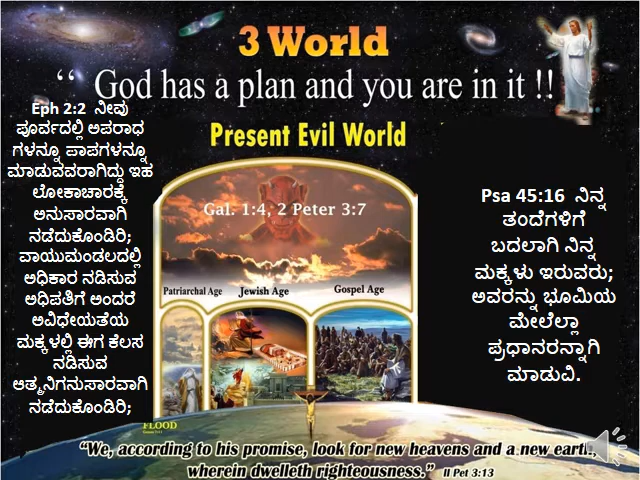 3 World
“ God has a plan and you are in it !!
Eph 2:2 ನೀವು
ಪೂರ್ವದಲ್ಲಿ ಅಪರಾಧ
ಗಳನ್ನೂ ಪಾಪಗಳನ್ನೂ
ಮಾಡುವವರಾಗಿದ್ದು ಇಹ
ಲೋಕಾಚಾರಕ್ಕೆ
ಅನುಸಾರವಾಗಿ
ನಡೆದುಕೊಂಡಿರಿ;
ವಾಯುಮಂಡಲದಲ್ಲಿ
ಅಧಿಕಾರ ನಡಿಸುವ
ಅಧಿಪತಿಗೆ ಅಂದರೆ
ಅವಿಧೇಯತೆಯ
ಮಕ್ಕಳಲ್ಲಿ ಈಗ ಕೆಲಸ
ನಡಿಸುವ
ಆತ್ಮನಿಗನುಸಾರವಾಗಿ
ನಡೆದುಕೊಂಡಿರಿ;
Present Evil World
Gal. 1:4, 2 Peter 3:7
Patriarchal Age Jewish Age Gospel Age
Psa 45:16 ನಿನ್ನ
ತಂದೆಗಳಿಗೆ
ಬದಲಾಗಿ ನಿನ್ನ
ಮಕ್ಕಳು ಇರುವರು;
ಅವರನ್ನು ಭೂಮಿಯ
ಮೇಲೆಲ್ಲಾ
ಪ್ರಧಾನರನ್ನಾಗಿ
ಮಾಡುವಿ.
FLOOD
“We, according to his promise, look for new heavens and a new earth,
wherein dwelleth righteousness.” II Pet 3:13